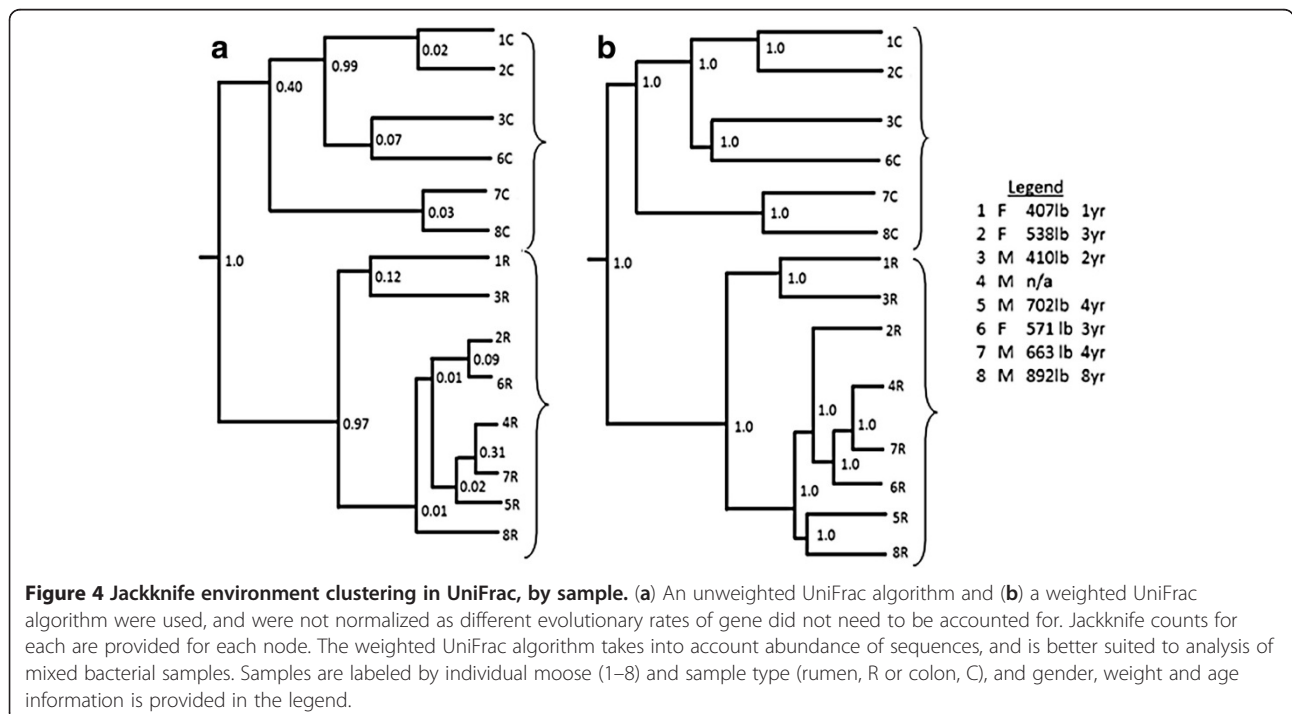 a
1C
0.02
2C
0.99
0.40
3C
0.07
6C
7C
0.03
8C
1.0
1R
0.12
3R
2R
0.09
0.01
6R
4R
0.97
0.31
7R
0.02
5R
0.01
8R
b
1C
1.0
2C
1.0
1.0
3C
1.0
6C
7C
1.0
8C
1.0
1R
1.0
3R
2R
4R
1.0
1.0
1.0
7R
1.0
6R
1.0
5R
1.0
8R
Legend
1 F 407lb 1yr
2 F 538lb 3yr
3 M 410lb 2yr
4 M n/a
5 M 702lb 4yr
6 F 571 lb 3yr
7 M 663 lb 4yr
8 M 892lb 8yr
Figure 4 Jackknife environment clustering in UniFrac, by sample. (a) An unweighted UniFrac algorithm and (b) a weighted UniFrac
algorithm were used, and were not normalized as different evolutionary rates of gene did not need to be accounted for. Jackknife counts for
each are provided for each node. The weighted UniFrac algorithm takes into account abundance of sequences, and is better suited to analysis of
mixed bacterial samples. Samples are labeled by individual moose (1–8) and sample type (rumen, R or colon, C), and gender, weight and age
information is provided in the legend.